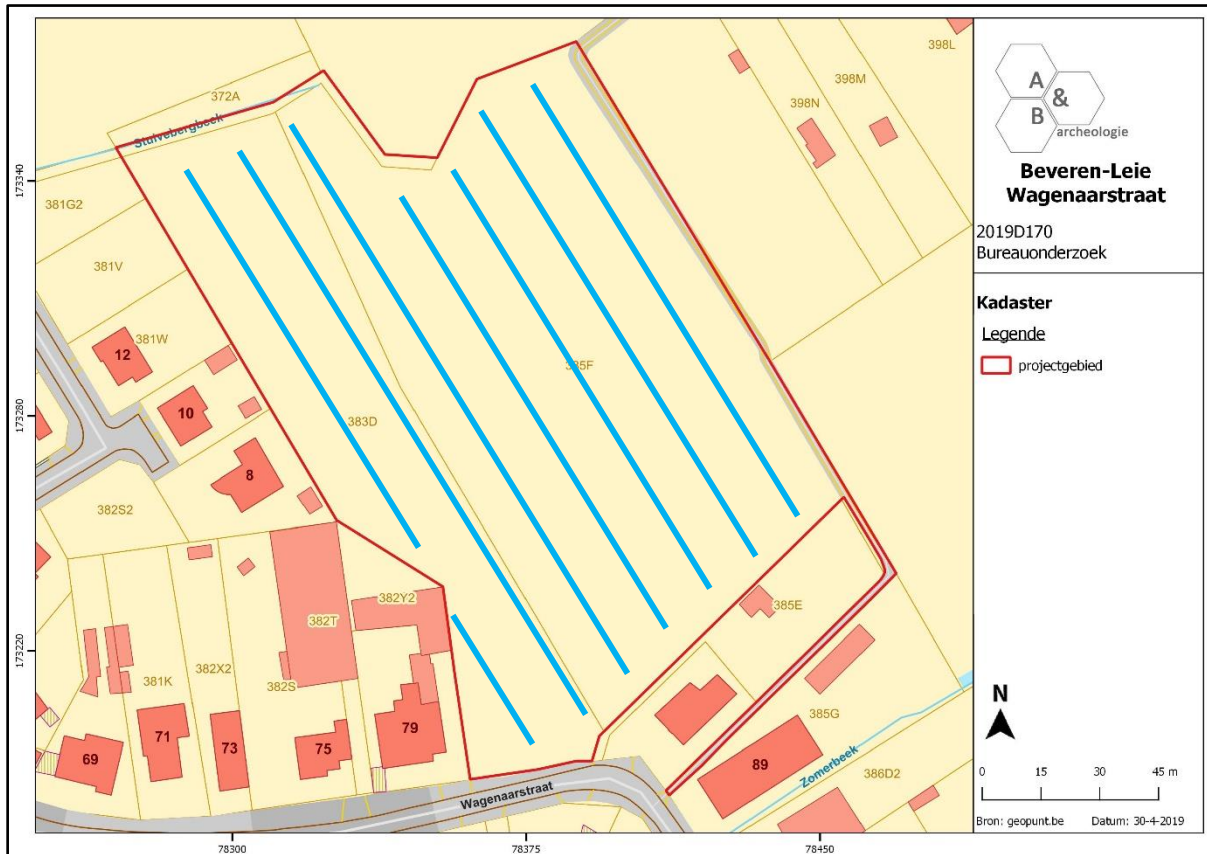 398L
398M
398N
372A
Stuivebergbeek
381G2
381V
381W
12
10
8
383D
385F
382S2
382Y2
382T
385E
381K
382X2
382S
385G
69
71
73
75
79
89
386D2
Zomerbeek
Wagenaarstraat
173340
173280
173220
78300
78375
78450
A
&
B
archeologie
Beveren-Leie
Wagenaarstraat
2019D170
Bureauonderzoek
Kadaster
Legende
projectgebied
N
0 15 30 45 m
Bron: geopunt.be Datum: 30-4-2019